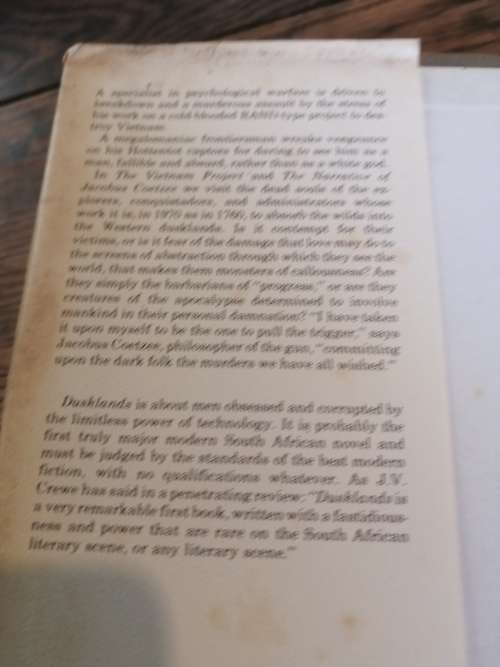 A specialist in psychological warfare is driven to
breakdown and a murderous assault by the stress of
his work on a cold-blooded RAND-type project to des-
troy Vietnam.
A megalomaniac frontiersman wreaks vengeance
on his Hottentot captors for daring to see him as a
man, fallible and absurd, rather than as a white god.
In The Vietnam Project and The Narrative of
Jacobus Coetzee we visit the dead souls of the ex-
plorers, conquistadors, and administrators whose
work it is, in 1970 as in 1760, to absorb the wilds into
the Western dusklands. Is it contempt for their
victims, or is it fear of the damage that love may do to
the screens of abstraction through which they see the
world, that makes them monsters of callousness? Are
they simply the barbarians of "progress," or are they
creatures of the apocalypse determined to involve
mankind in their personal damnation? "I have taken
it upon myself to be the one to pull the trigger," says
Jacobus Coetzee, philosopher of the gun, "committing
upon the dark folk the murders we have all wished."
Dusklands is about men obsessed and corrupted by
the limitless power of technology. It is probably the
first truly major modern South African novel and
must be judged by the standards of the best modern
fiction, with no qualifications whatever. As J.V.
Crewe has said in a penetrating review: "Dusklands is
a very remarkable first book, written with a fastidious-
ness and power that are rare on the South African
literary scene, or any literary scene."